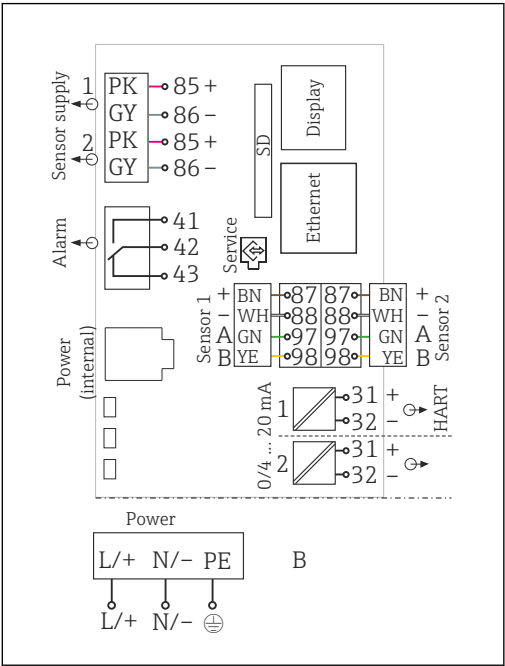 Sensor supply
1 PK 85 +
GY 86 –
2 PK 85 +
GY 86 –
Display
SD
Ethernet
Alarm
41
42
43
Service
Power
(internal)
Sensor 1
+ BN 87 87 BN +
– WH 88 88 WH –
A GN 97 97 GN A
B YE 98 98 YE B
Sensor 2
0/4 ... 20 mA
1 31 +
32 –
HART
2 31 +
32 –
Power
L/+ N/– PE
B
L/+ N/–